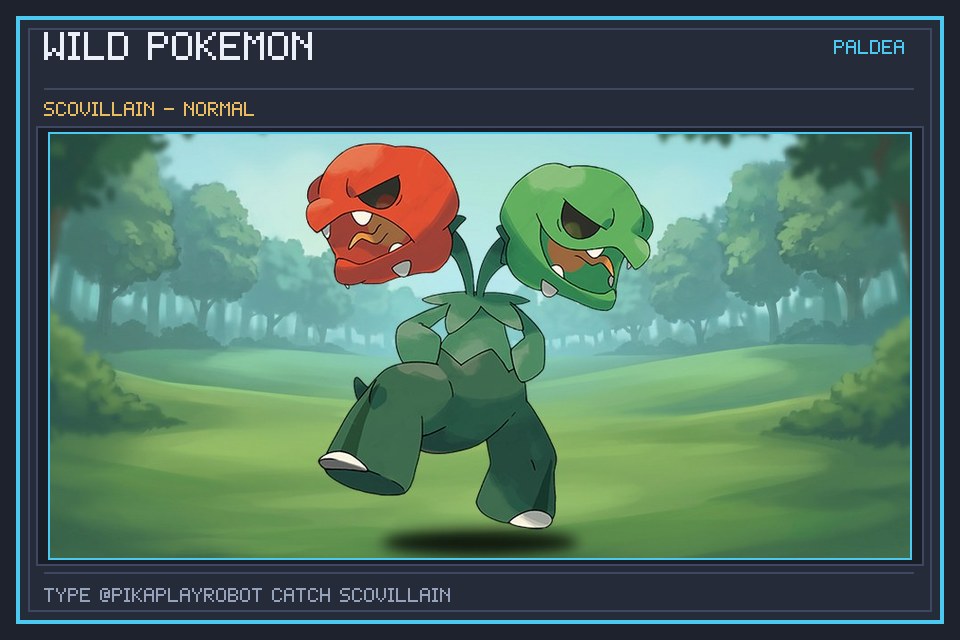 WILD POKEMON
PALDEA
SCOVILLAIN - NORMAL
TYPE @PIKAPLAYROBOT CATCH SCOVILLAIN